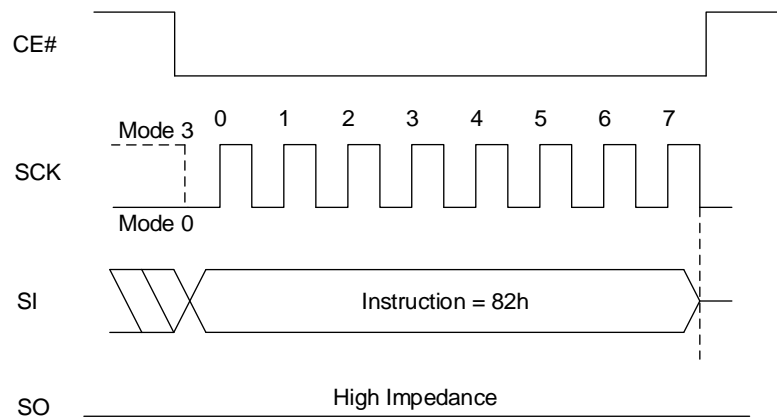 CE#
0 1 2 3 4 5 6 7
Mode 3
SCK
Mode 0
SI
Instruction = 82h
High Impedance
SO